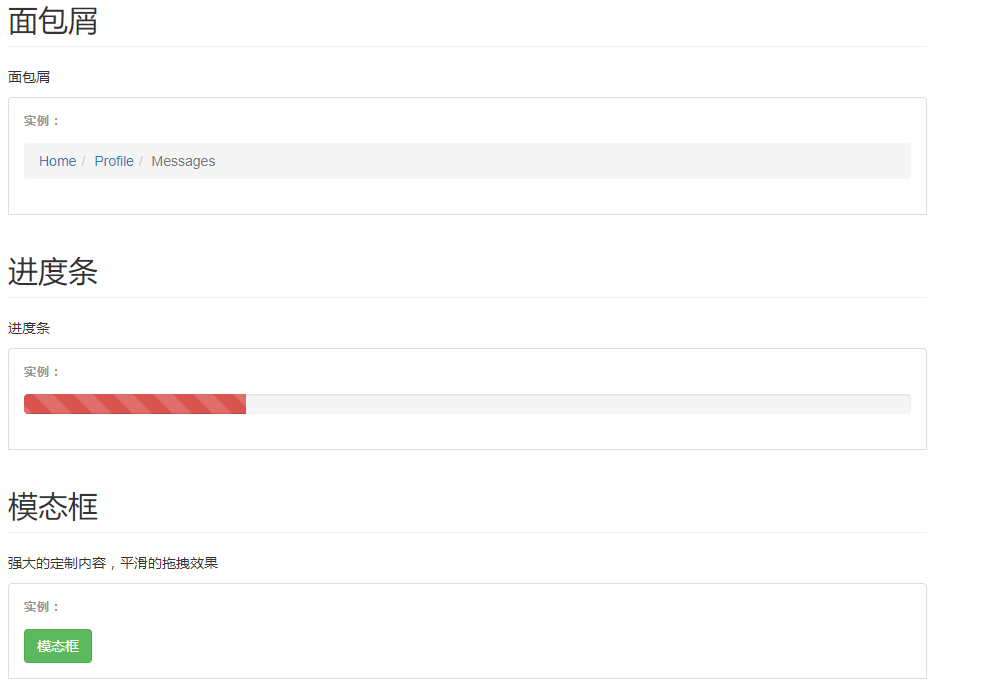 面包屑
面包屑
实例：
Home / Profile / Messages
进度条
进度条
实例：
模态框
强大的定制内容，平滑的拖拽效果
实例：
模态框